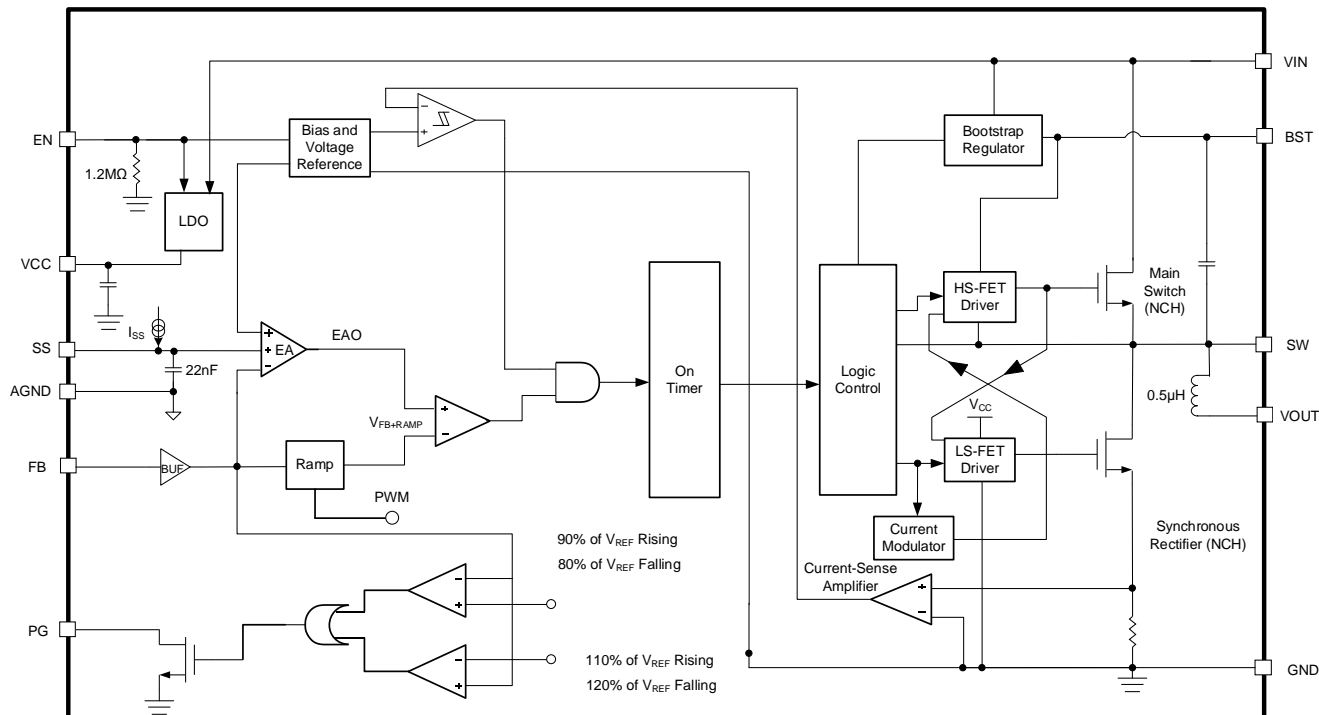 VIN
EN
Bias and
Voltage
Reference
−
+
Bootstrap
Regulator
BST
1.2MΩ
LDO
VCC
HS-FET
Driver
Main
Switch
(NCH)
ISS
SS
+
+
−
EA
EAO
22nF
AGND
On
Timer
Logic
Control
SW
0.5µH
VOUT
VFB+RAMP
+
−
VCC
LS-FET
Driver
FB
BUF
Ramp
PWM
Current
Modulator
Synchronous
Rectifier (NCH)
90% of VREF Rising
80% of VREF Falling
Current-Sense
Amplifier
−
+
+
−
PG
−
+
110% of VREF Rising
120% of VREF Falling
GND